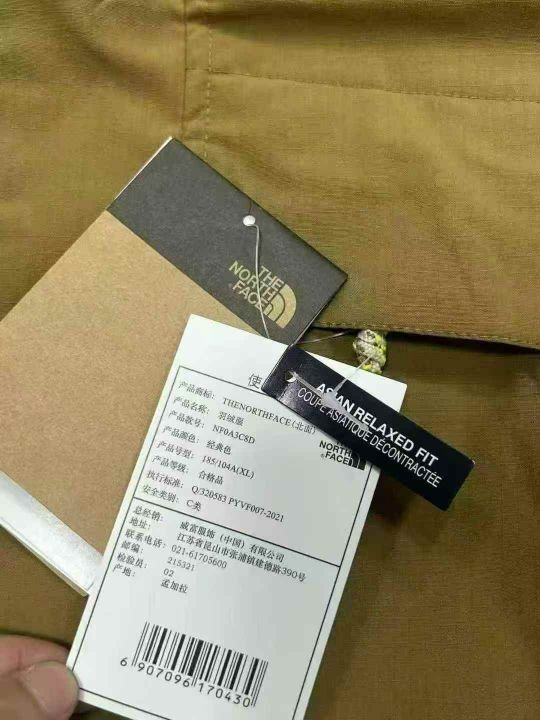 THE
NORTH
FACE
使
产品商标: THENORTHFACE(北面)
产品名称: 羽绒服
产品款号: NF0A3C8D
产品颜色: 经典色
产品号型: 185/104A(XL)
产品等级: 合格品
执行标准: Q/320583 PYVF007-2021
安全类别: C类
THE
NORTH
FACE
ASIAN RELAXED FIT
COUPE ASIATIQUE DÉCONTRACTÉE
总经销: 威富服饰(中国)有限公司
地址: 江苏省昆山市张浦镇建德路390号
联系电话: 021-61705600
邮编: 215321
检验员: 02
产地: 孟加拉
6 907096 170430